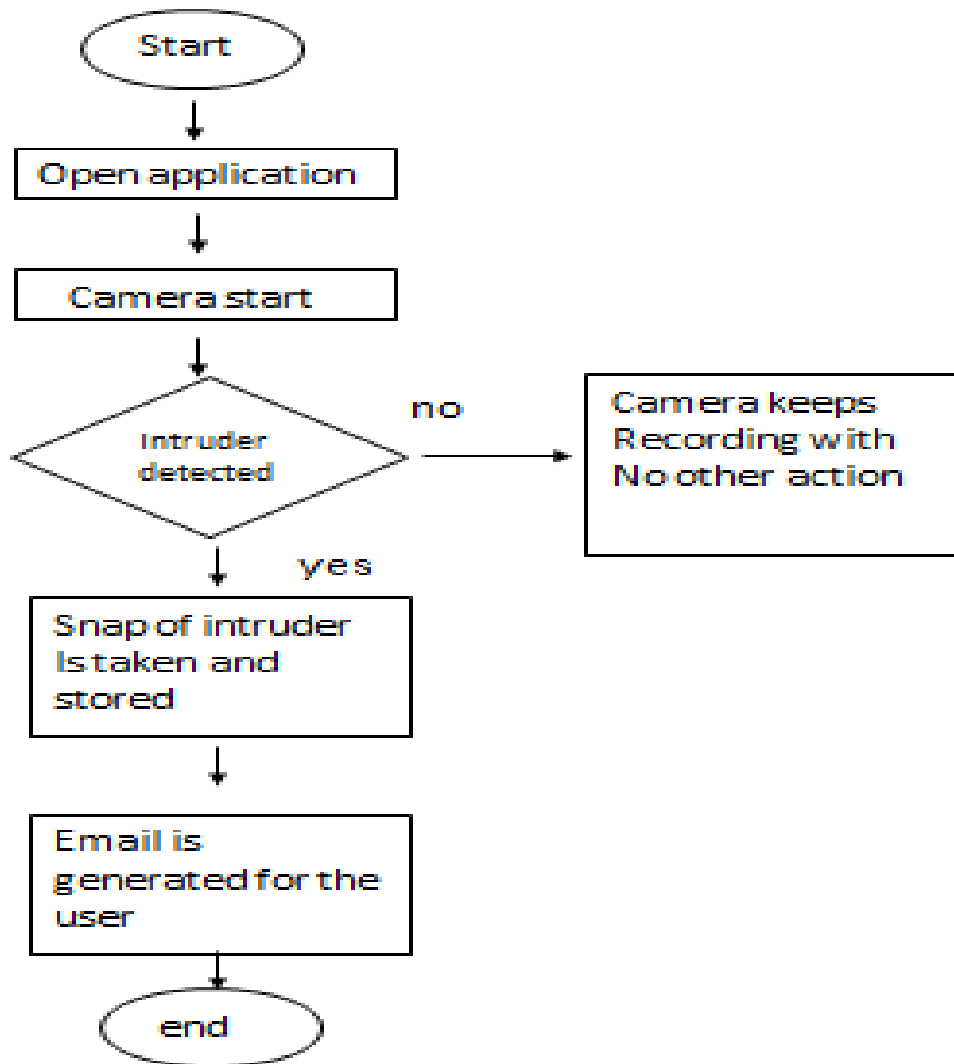 Start
Open application
Camera start
Intruder
detected
no
Camera keeps
Recording with
No other action
yes
Snap of intruder
Is taken and
stored
Email is
generated for the
user
end